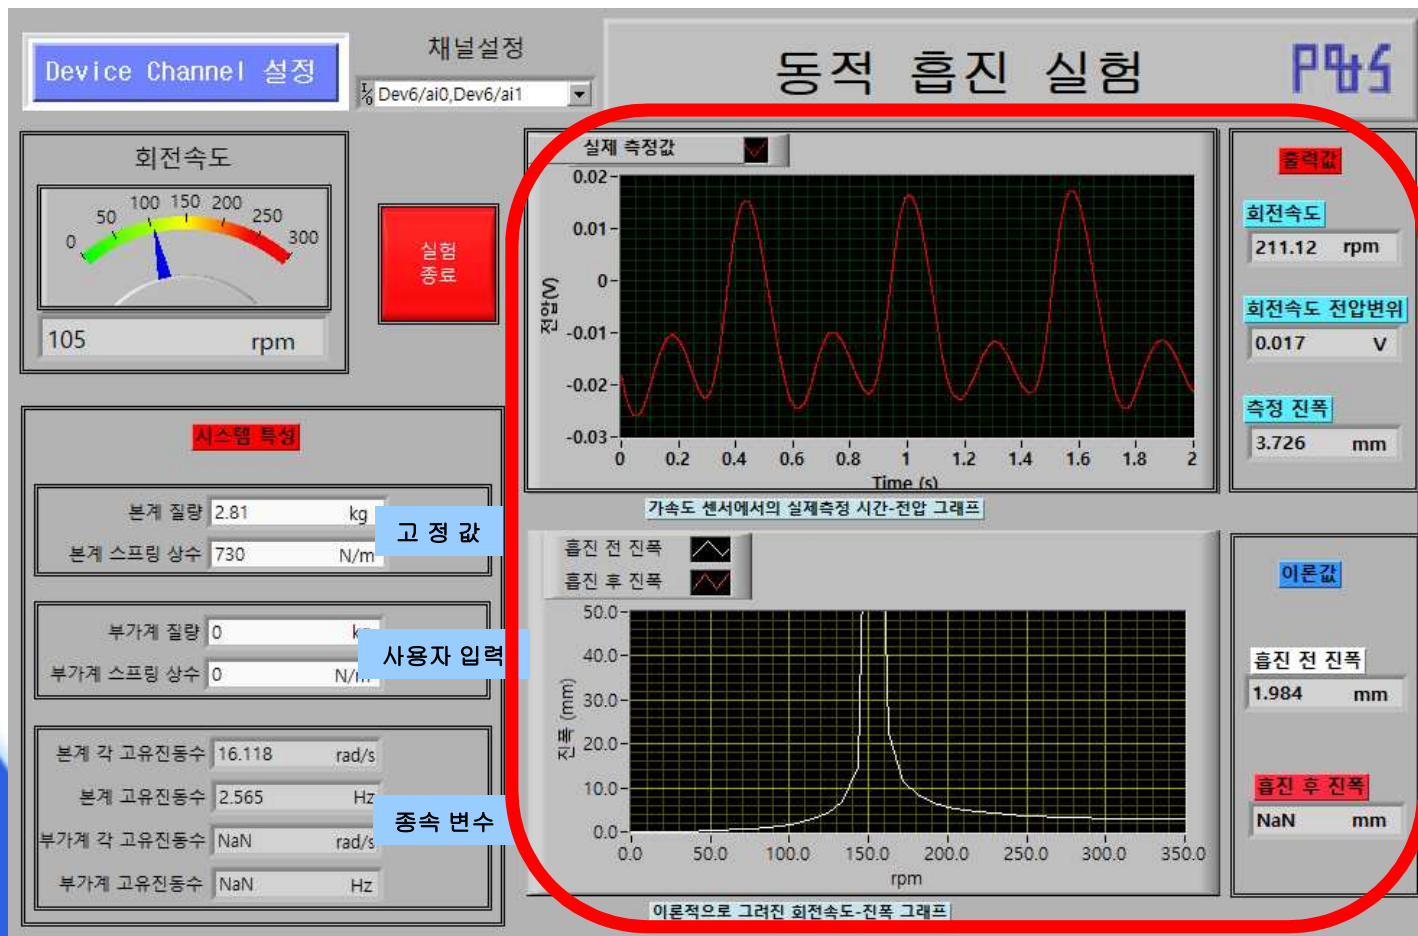 Device Channel 설정
채널설정
Dev6/ai0,Dev6/ai1
동적 흡진 실험
회전속도
0 50 100 150 200 250 300
105 rpm
실험
종료
시스템 특성
본계 질량 2.81 kg
본계 스프링 상수 730 N/m
고 정 값
부가계 질량 0
부가계 스프링 상수 0
사용자 입력
본계 각 고유진동수 16.118 rad/s
본계 고유진동수 2.565 Hz
부가계 각 고유진동수 NaN rad/s
부가계 고유진동수 NaN Hz
종속 변수
실제 측정값
전압(V)
0.02
0.01
0
-0.01
-0.02
-0.03
0 0.2 0.4 0.6 0.8 1 1.2 1.4 1.6 1.8 2
Time (s)
가속도 센서에서의 실제측정 시간-전압 그래프
흡진 전 진폭
흡진 후 진폭
진폭 (mm)
50.0
40.0
30.0
20.0
10.0
0.0
0.0 50.0 100.0 150.0 200.0 250.0 300.0 350.0
rpm
이론적으로 그려진 회전속도-진폭 그래프
출력값
회전속도
211.12 rpm
회전속도 전압변위
0.017 V
측정 진폭
3.726 mm
이론값
흡진 전 진폭
1.984 mm
흡진 후 진폭
NaN mm